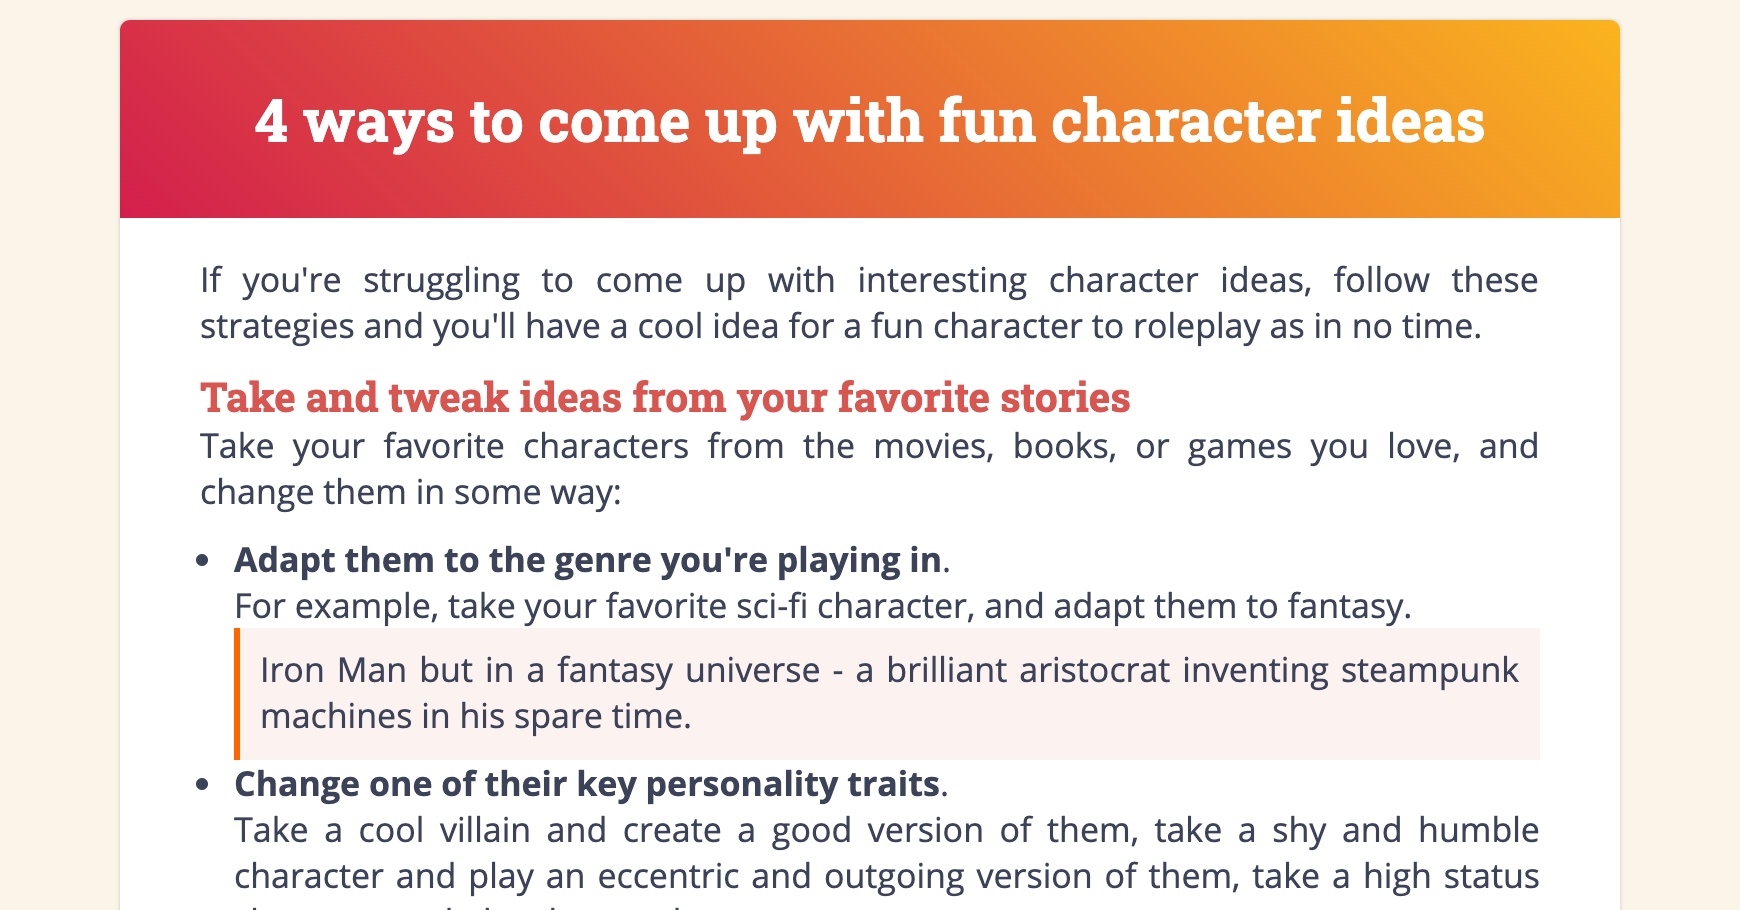 4 ways to come up with fun character ideas
If you're struggling to come up with interesting character ideas, follow these
strategies and you'll have a cool idea for a fun character to roleplay as in no time.
Take and tweak ideas from your favorite stories
Take your favorite characters from the movies, books, or games you love, and
change them in some way:
• Adapt them to the genre you're playing in.
For example, take your favorite sci-fi character, and adapt them to fantasy.
Iron Man but in a fantasy universe - a brilliant aristocrat inventing steampunk
machines in his spare time.
• Change one of their key personality traits.
Take a cool villain and create a good version of them, take a shy and humble
character and play an eccentric and outgoing version of them, take a high status